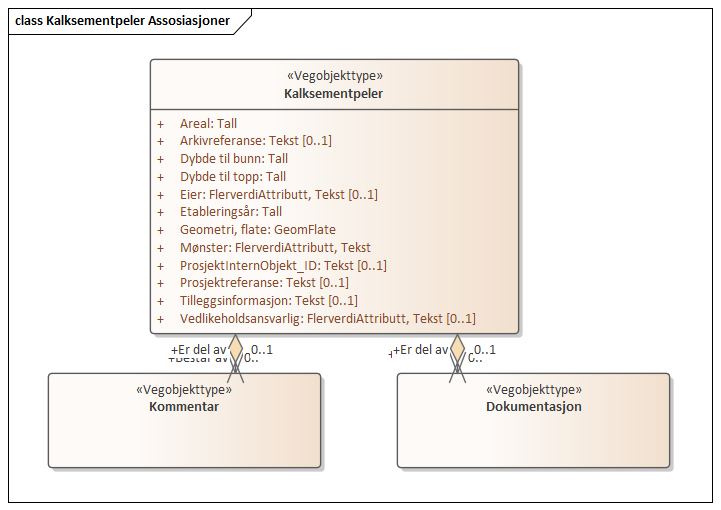 class Kalksementpeler Assosiasjoner
«Vegobjekttype»
Kalksementpeler
+ Areal: Tall
+ Arkivreferanse: Tekst [0..1]
+ Dybde til bunn: Tall
+ Dybde til topp: Tall
+ Eier: FlerverdiAttributt, Tekst [0..1]
+ Etableringsår: Tall
+ Geometri, flate: GeomFlate
+ Mønster: FlerverdiAttributt, Tekst
+ ProsjektInternObjekt_ID: Tekst [0..1]
+ Prosjektreferanse: Tekst [0..1]
+ Tilleggsinformasjon: Tekst [0..1]
+ Vedlikeholdsansvarlig: FlerverdiAttributt, Tekst [0..1]
+Er del av 0..1 +Er del av 0..1
0.. 0..
«Vegobjekttype» «Vegobjekttype»
Kommentar Dokumentasjon